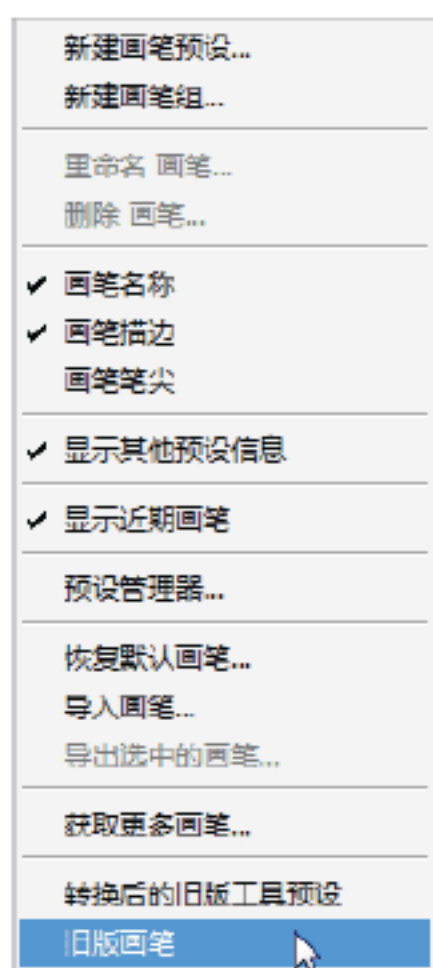 新建画笔预设...
新建画笔组...
重命名 画笔...
删除 画笔...
画笔名称
画笔描边
画笔笔尖
显示其他预设信息
显示近期画笔
预设管理器...
恢复默认画笔...
导入画笔...
导出选中的画笔...
获取更多画笔...
转换后的旧版工具预设
旧版画笔